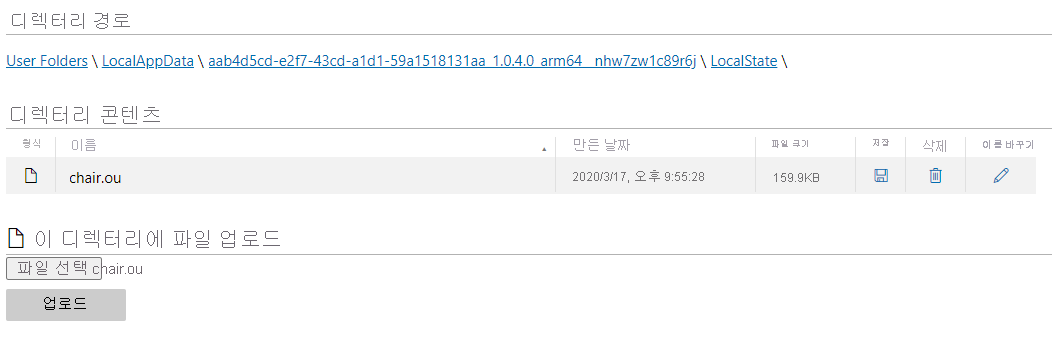 디렉터리 경로
User Folders \ LocalAppData \ aab4d5cd-e2f7-43cd-a1d1-59a1518131aa_1.0.4.0_arm64__nhw7zw1c89r6j \ LocalState \
디렉터리 콘텐츠
형식 이름 만든 날짜 파일 크기 저장 삭제 이름 바꾸기
chair.ou 2020/3/17, 오후 9:55:28 159.9KB
이 디렉터리에 파일 업로드
파일 선택 chair.ou
업로드